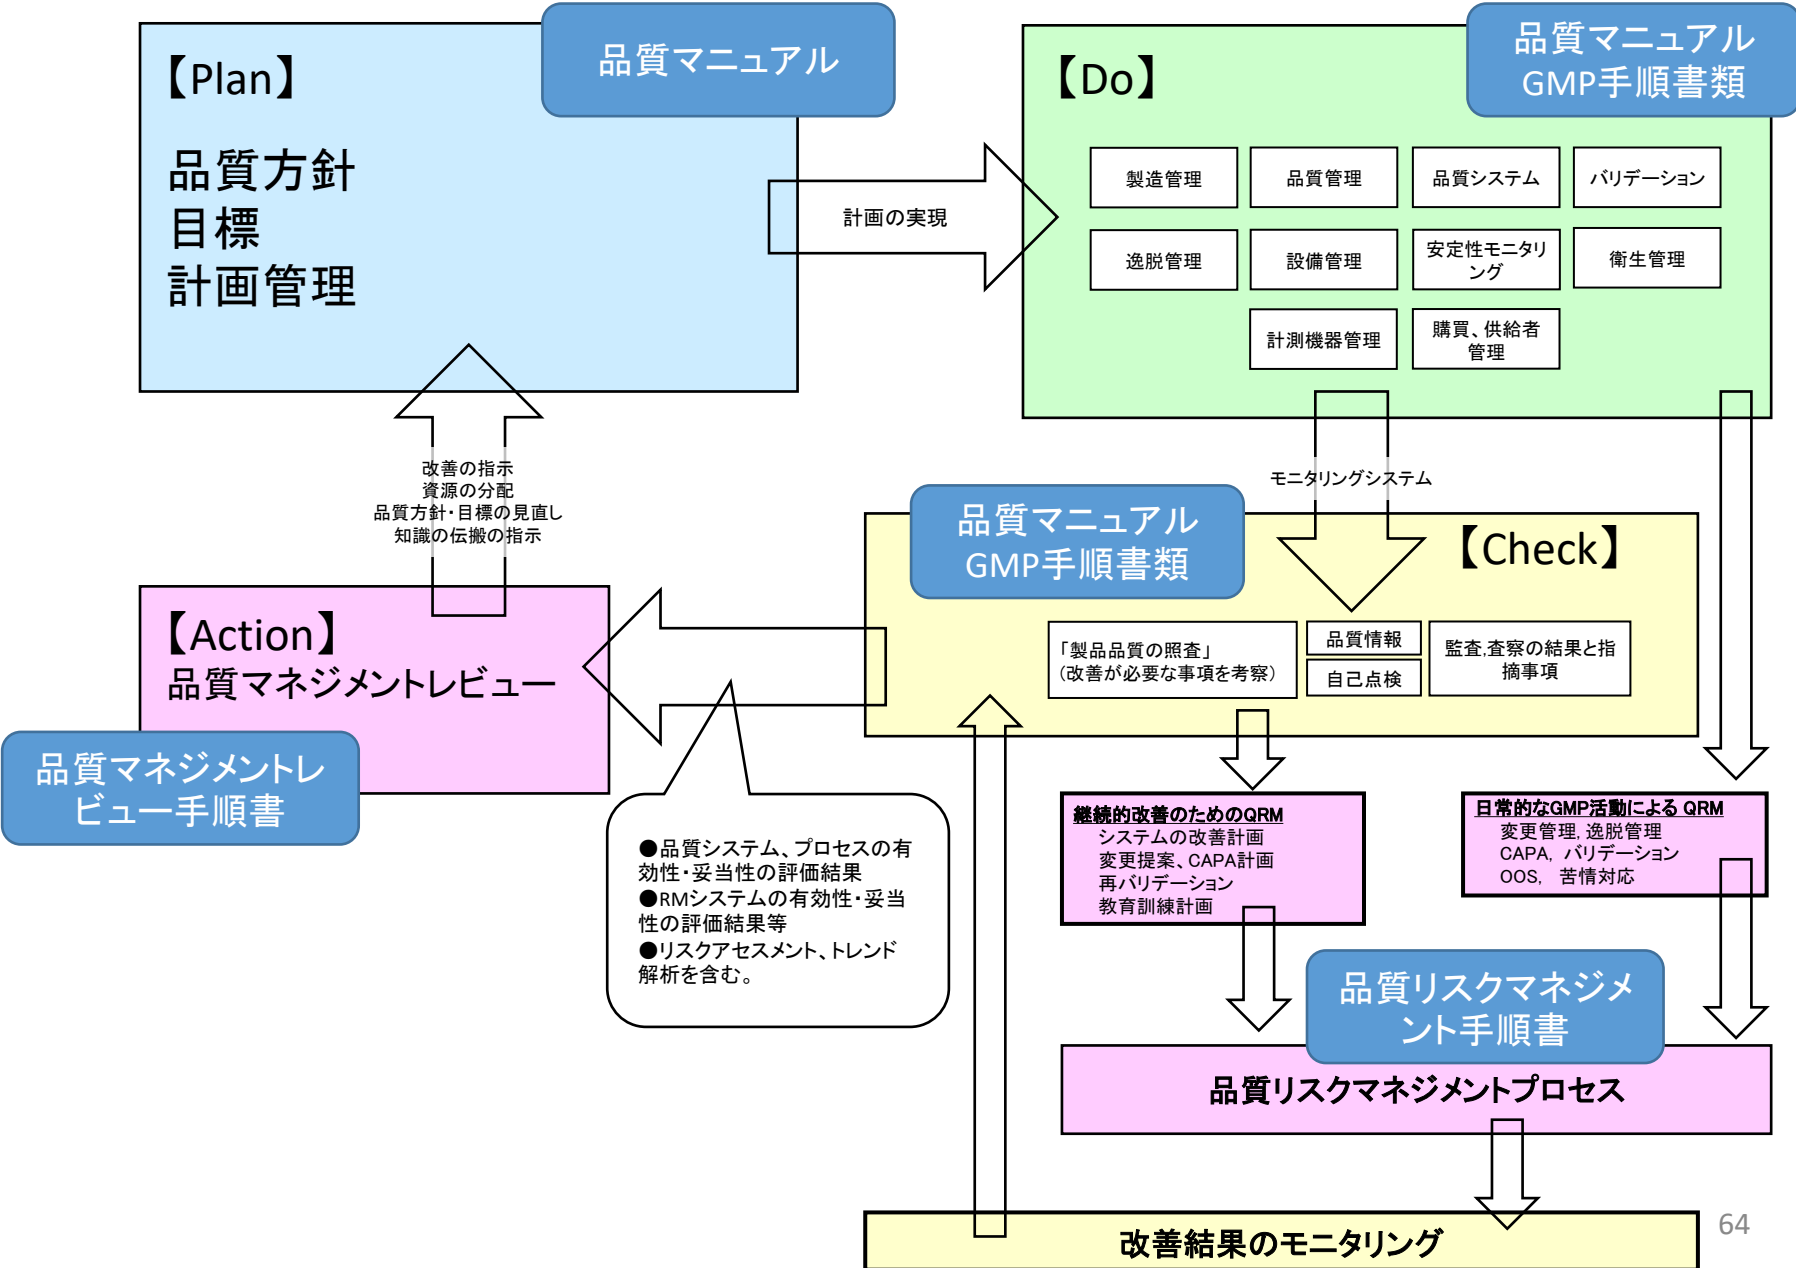 品質マニュアル
【Plan】
品質方針
目標
計画管理
計画の実現
品質マニュアル
GMP手順書類
【Do】
製造管理
品質管理
品質システム
バリデーション
逸脱管理
設備管理
安定性モニタリ
ング
衛生管理
計測機器管理
購買、供給者
管理
モニタリングシステム
品質マニュアル
GMP手順書類
【Check】
「製品品質の照査」
(改善が必要な事項を考察)
品質情報
自己点検
監査,査察の結果と指
摘事項
改善の指示
資源の分配
品質方針・目標の見直し
知識の伝搬の指示
【Action】
品質マネジメントレビュー
品質マネジメントレ
ビュー手順書
●品質システム、プロセスの有
効性・妥当性の評価結果
●RMシステムの有効性・妥当
性の評価結果等
●リスクアセスメント、トレンド
解析を含む。
継続的改善のためのQRM
システムの改善計画
変更提案、CAPA計画
再バリデーション
教育訓練計画
日常的なGMP活動による QRM
変更管理, 逸脱管理
CAPA, バリデーション
OOS, 苦情対応
品質リスクマネジメ
ント手順書
品質リスクマネジメントプロセス
改善結果のモニタリング
64